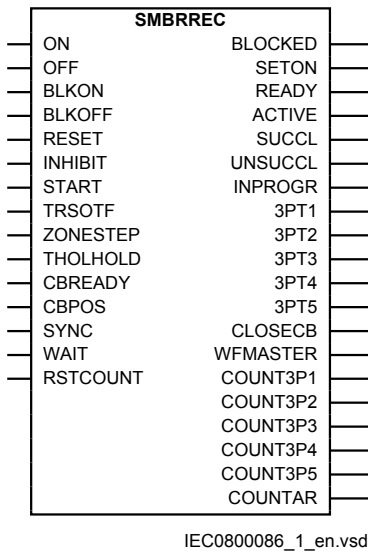 SMBRREC
ON BLOCKED
OFF SETON
BLKON READY
BLKOFF ACTIVE
RESET SUCCL
INHIBIT UNSUCCL
START INPROGR
TRSOTF 3PT1
ZONESTEP 3PT2
THOLHOLD 3PT3
CBREADY 3PT4
CBPOS 3PT5
SYNC CLOSECB
WAIT WFMASTER
RSTCOUNT COUNT3P1
COUNT3P2
COUNT3P3
COUNT3P4
COUNT3P5
COUNTAR
IEC0800086_1_en.vsd